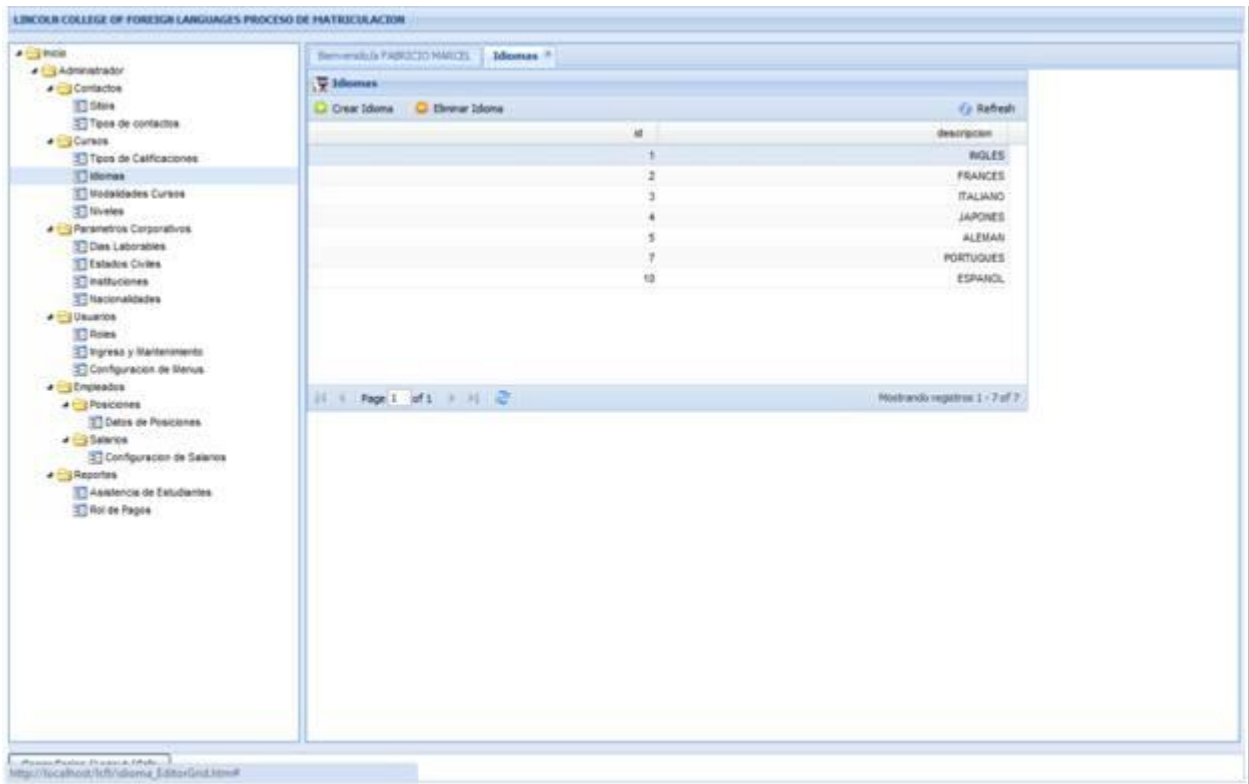 LINCOLN COLLEGE OF FOREIGN LANGUAGES PROCESO DE MATRICULACION
Inicio
Administrador
Contactos
Sitios
Tipos de contactos
Cursos
Tipos de Calificaciones
Idiomas
Modalidades Cursos
Niveles
Parametros Corporativos
Dias Laborables
Estados Civiles
Instituciones
Nacionalidades
Usuarios
Roles
Ingreso y Mantenimiento
Configuracion de Menus
Empleados
Posiciones
Datos de Posiciones
Salarios
Configuracion de Salarios
Reportes
Asistencia de Estudiantes
Rol de Pagos
Bienvenido/a FABRICIO MARCEL
Idiomas
Idiomas
Crear Idioma Eliminar Idioma Refresh
id descripcion
1 INGLES
2 FRANCES
3 ITALIANO
4 JAPONES
5 ALEMAN
7 PORTUGUES
10 ESPANOL
Page 1 of 1 Mostrando registros 1 - 7 of 7
http://localhost/lcfl/idioma_EditorGrid.html#